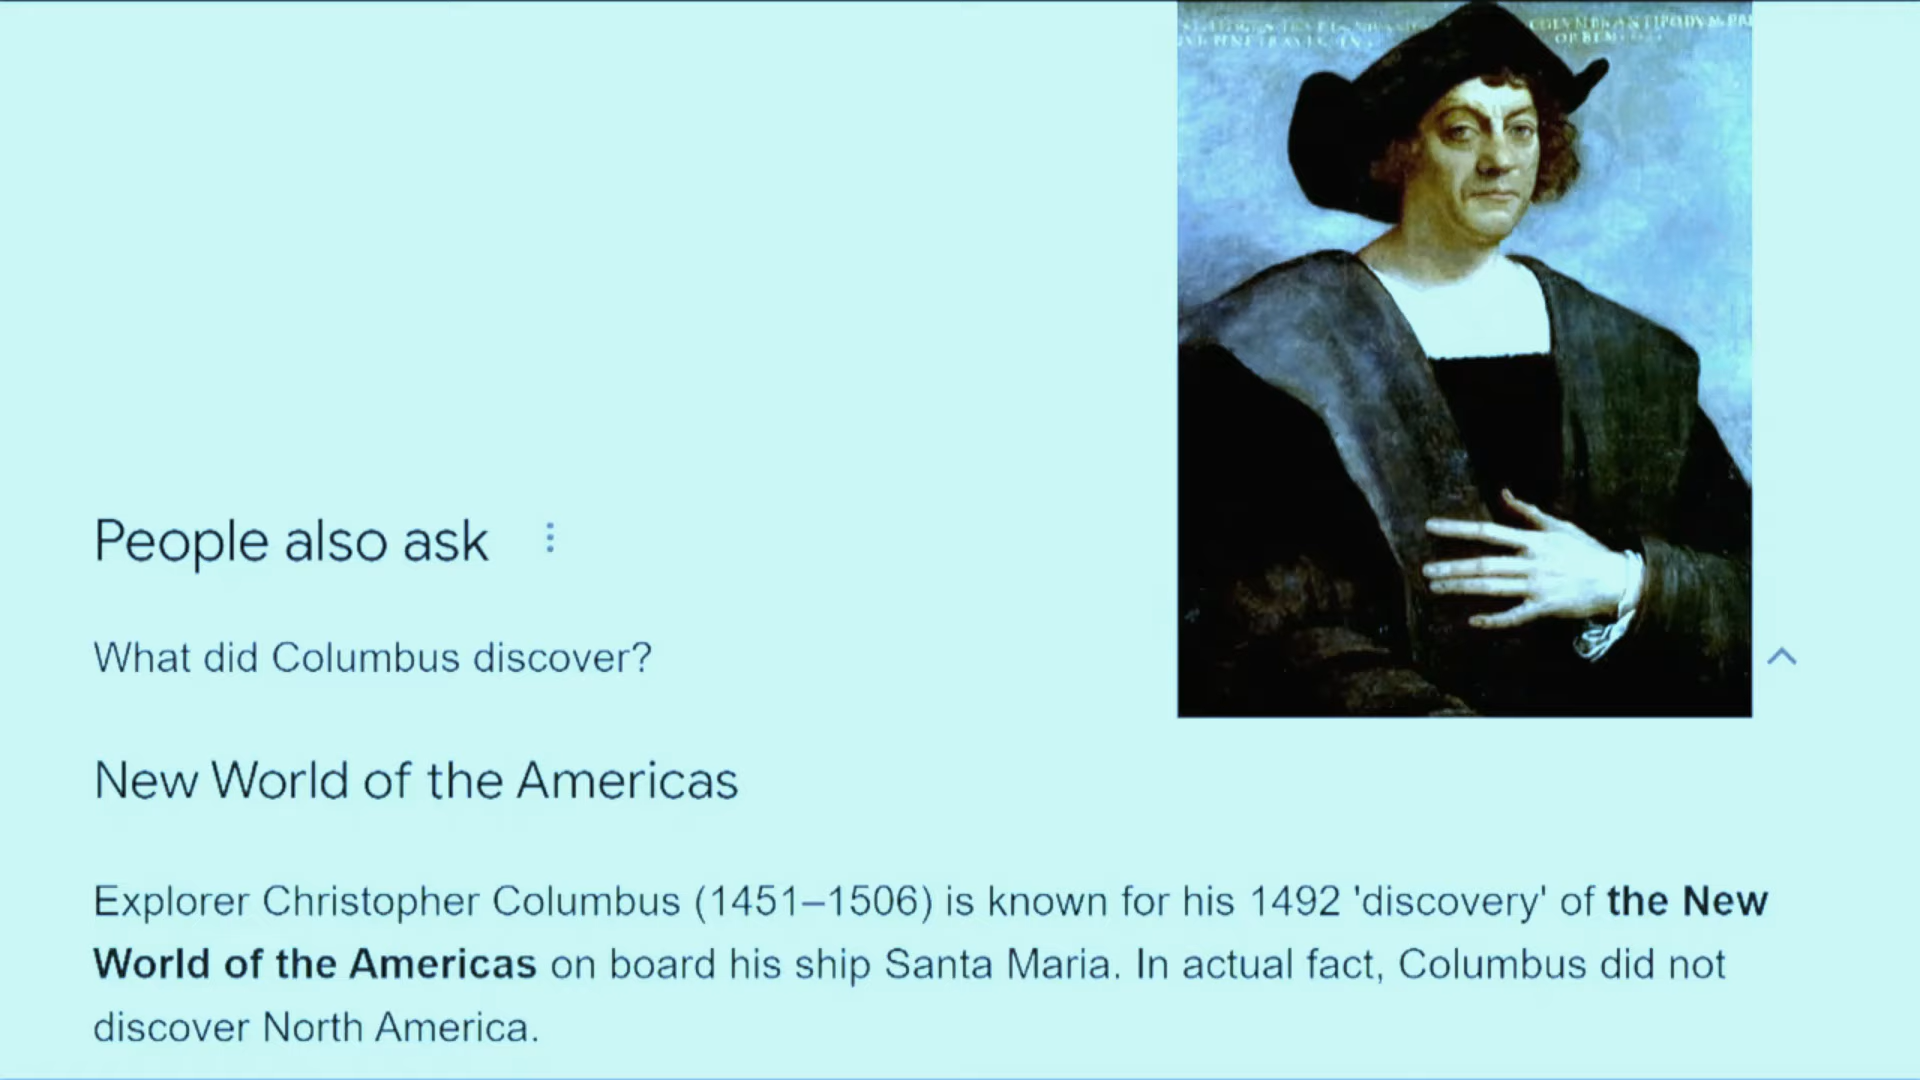 People also ask
What did Columbus discover?
New World of the Americas
Explorer Christopher Columbus (1451–1506) is known for his 1492 'discovery' of the New
World of the Americas on board his ship Santa Maria. In actual fact, Columbus did not
discover North America.